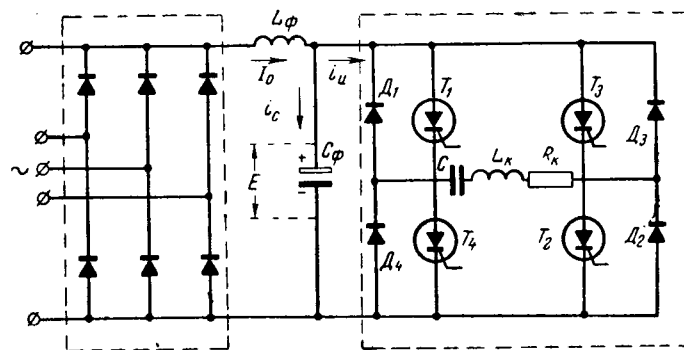 Lф
I₀
iи
iс
Cф
+
E
-
~
Д₁
T₁
T₃
Д₃
C
Lк
Rк
Д₄
T₄
T₂
Д₂